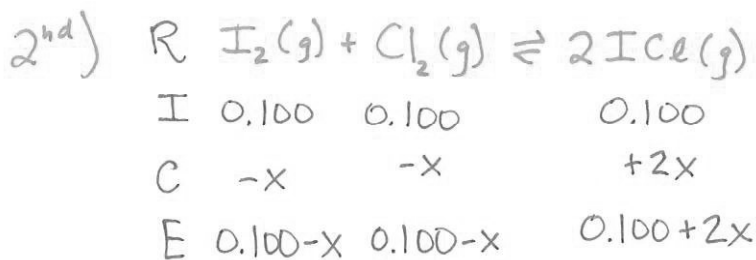 2nd) R I₂(g) + Cl₂(g) ⇌ 2ICl(g)
I 0.100 0.100 0.100
C -x -x +2x
E 0.100-x 0.100-x 0.100+2x